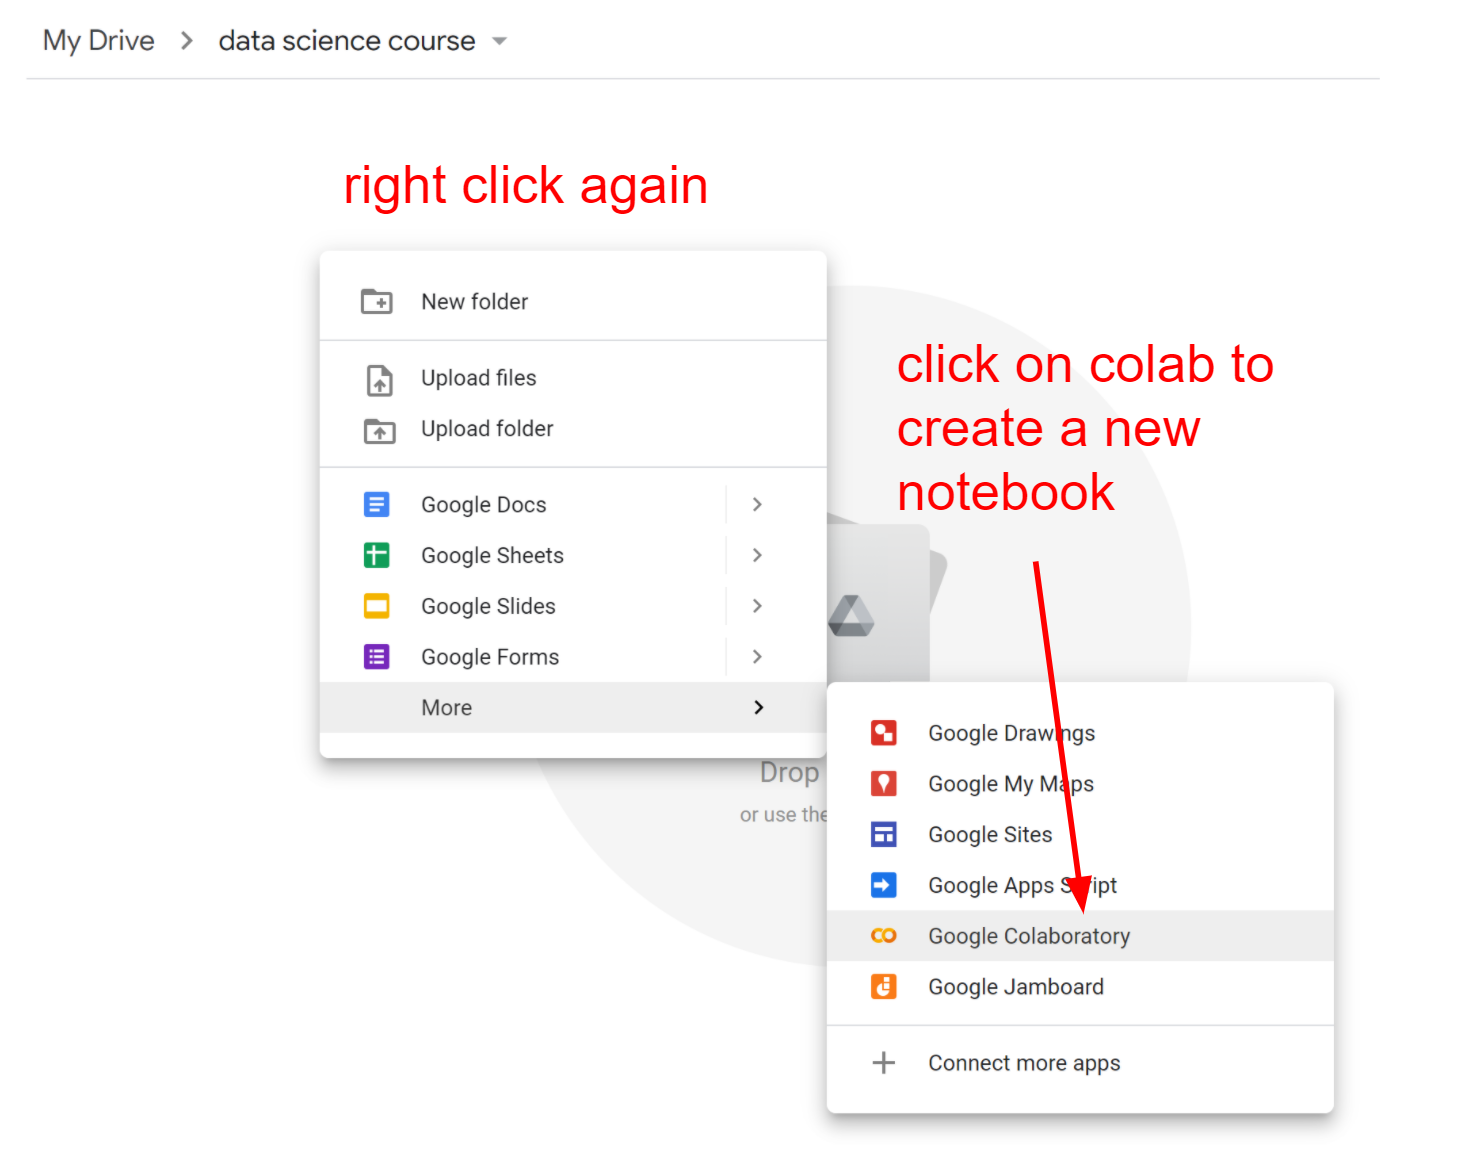 My Drive > data science course
right click again
New folder
Upload files
Upload folder
click on colab to
create a new
notebook
Google Docs
Google Sheets
Google Slides
Google Forms
More
Drop
or use the
Google Drawings
Google My Maps
Google Sites
Google Apps Script
Google Colaboratory
Google Jamboard
Connect more apps